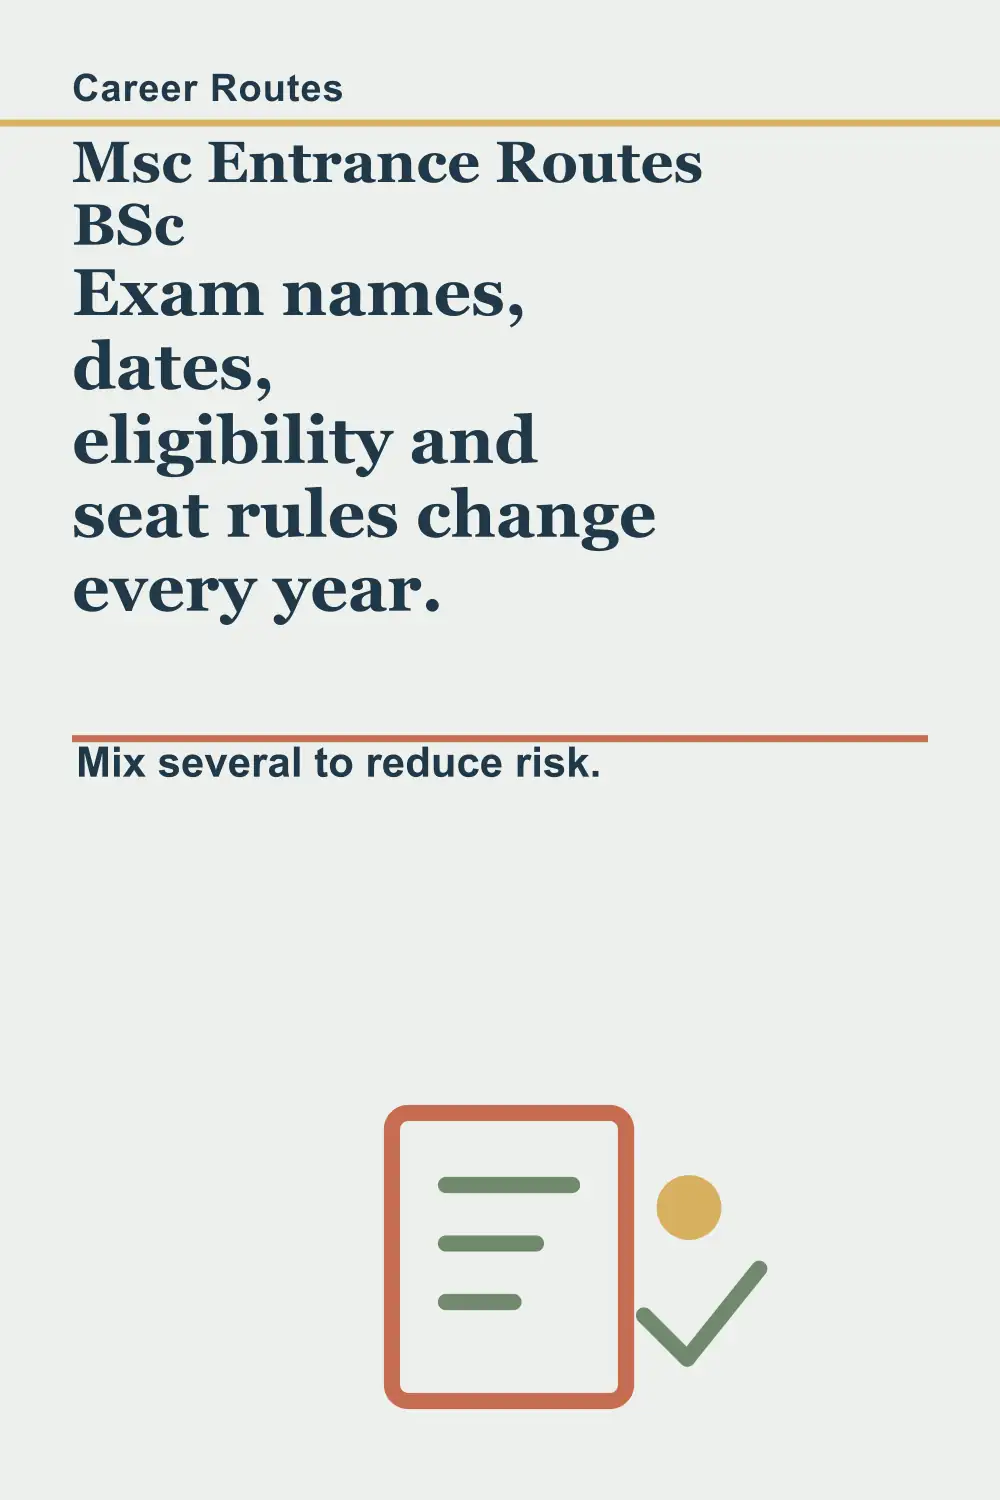 Career Routes
Msc Entrance Routes
BSc
Exam names,
dates,
eligibility and
seat rules change
every year.
Mix several to reduce risk.